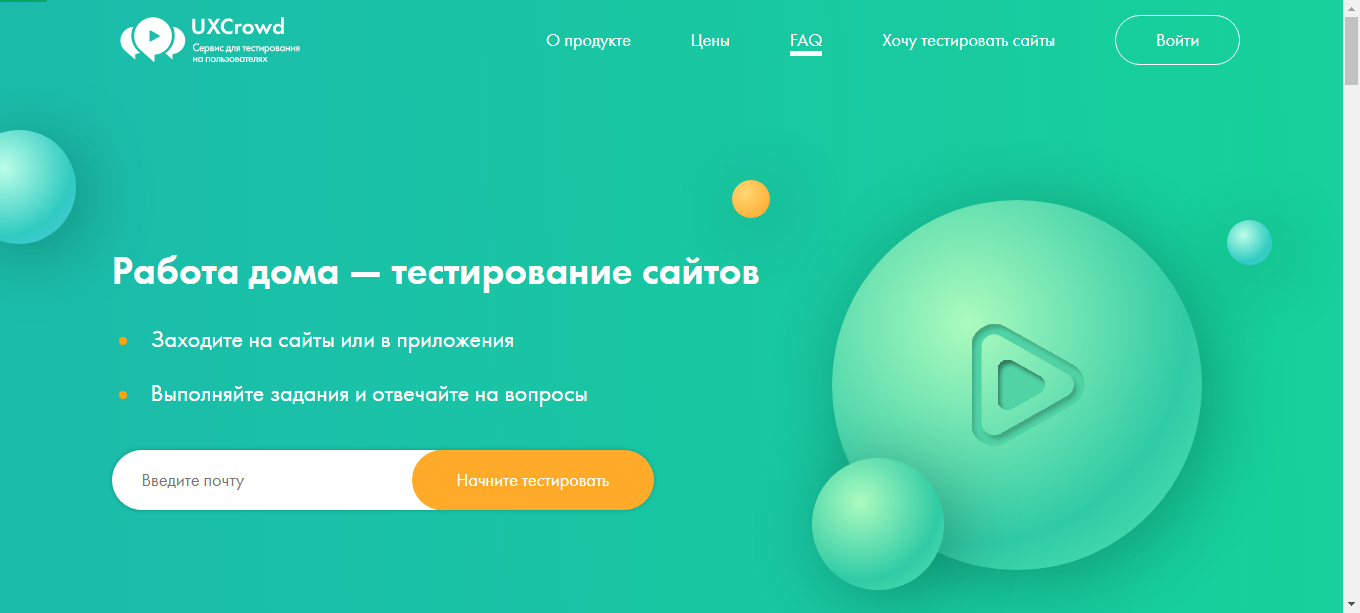 UXCrowd
Сервис для тестирования
на пользователях
О продукте
Цены
FAQ
Хочу тестировать сайты
Войти
Работа дома — тестирование сайтов
Заходите на сайты или в приложения
Выполняйте задания и отвечайте на вопросы
Введите почту
Начните тестировать